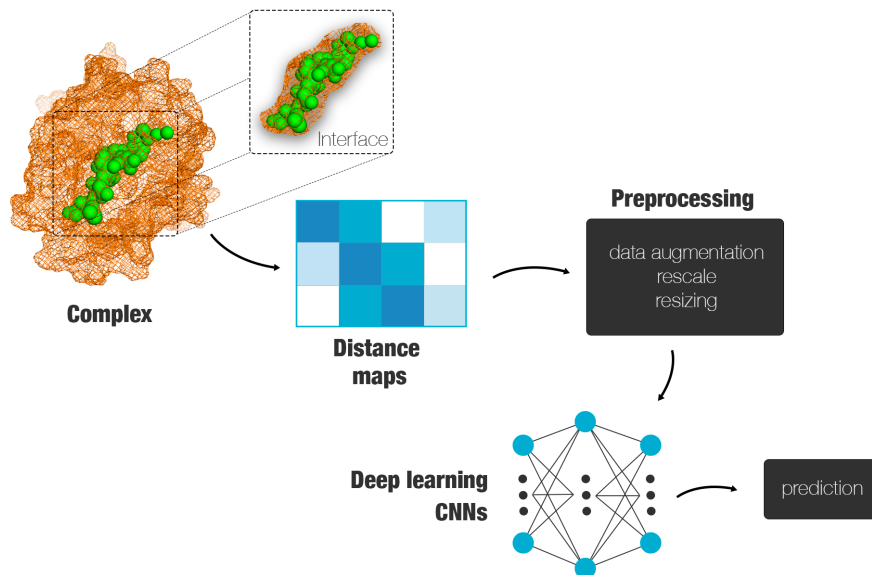 Interface
Complex
Distance
maps
Preprocessing
data augmentation
rescale
resizing
Deep learning
CNNs
prediction